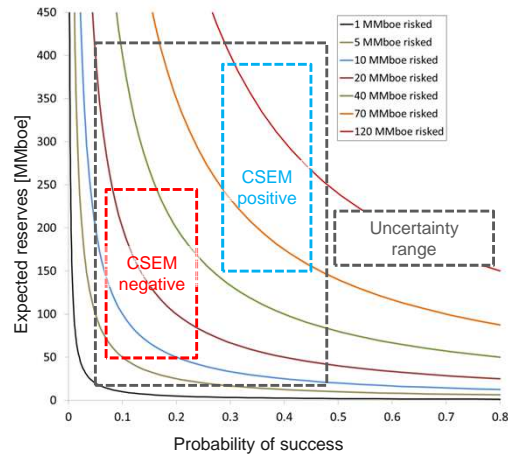 450
400
350
300
250
200
150
100
50
0
Expected reserves [MMboe]
1 MMboe risked
5 MMboe risked
10 MMboe risked
20 MMboe risked
40 MMboe risked
70 MMboe risked
120 MMboe risked
CSEM
positive
Uncertainty
range
CSEM
negative
0 0.1 0.2 0.3 0.4 0.5 0.6 0.7 0.8
Probability of success